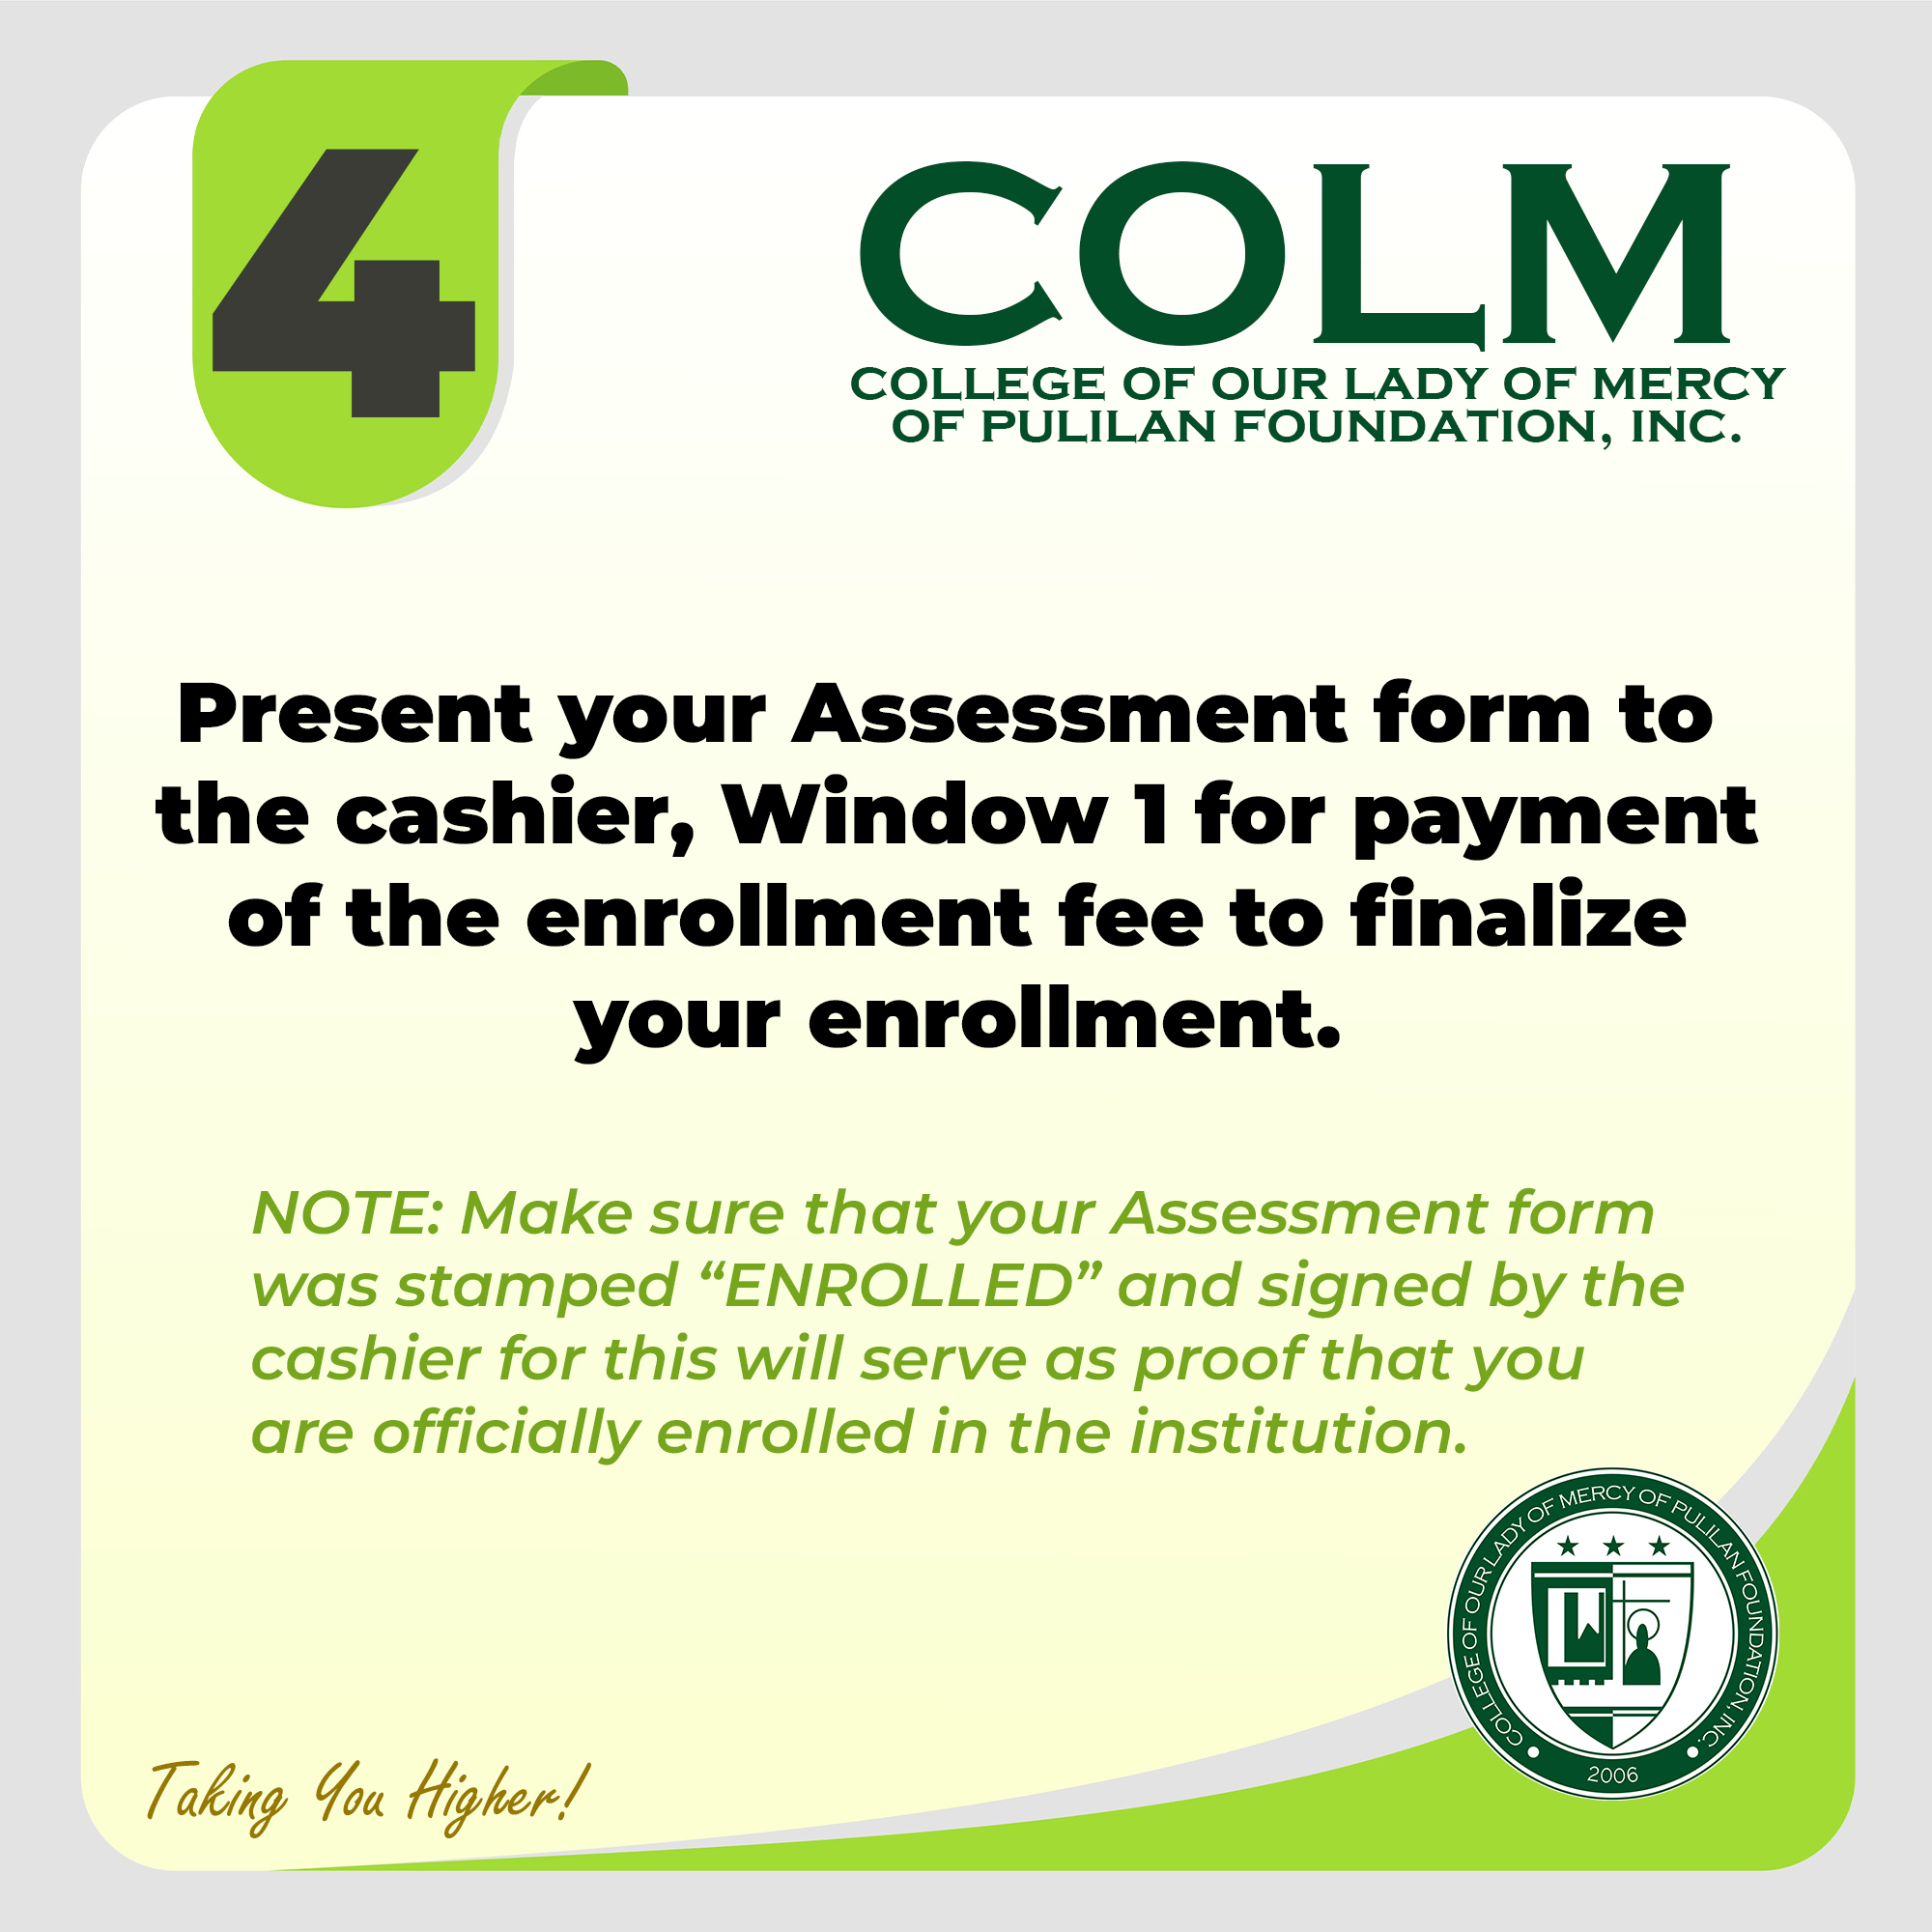 4
COLM
COLLEGE OF OUR LADY OF MERCY
OF PULILAN FOUNDATION, INC.
Present your Assessment form to
the cashier, Window 1 for payment
of the enrollment fee to finalize
your enrollment.
NOTE: Make sure that your Assessment form
was stamped “ENROLLED” and signed by the
cashier for this will serve as proof that you
are officially enrolled in the institution.
COLLEGE OF OUR LADY OF MERCY OF PULILAN FOUNDATION, INC.
2006
Taking You Higher!